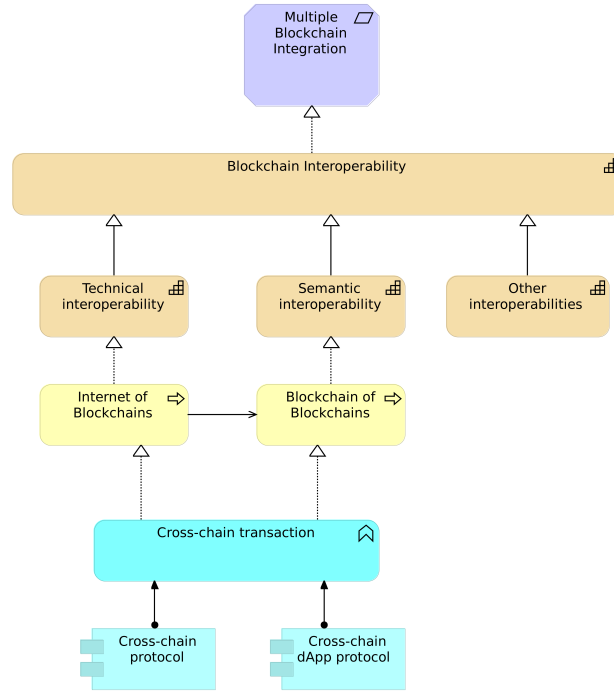 Multiple
Blockchain
Integration
Blockchain Interoperability
Technical
interoperability
Semantic
interoperability
Other
interoperabilities
Internet of
Blockchains
Blockchain of
Blockchains
Cross-chain transaction
Cross-chain
protocol
Cross-chain
dApp protocol